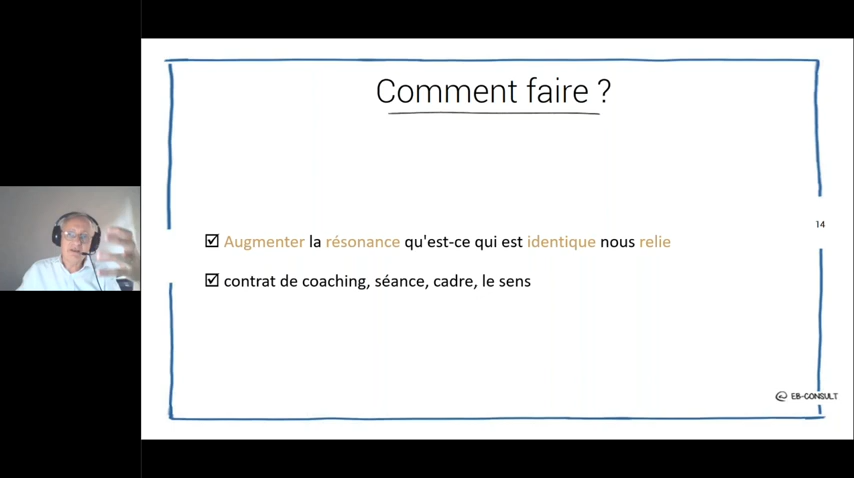 Comment faire ?
14
☑ Augmenter la résonance qu'est-ce qui est identique nous relie
☑ contrat de coaching, séance, cadre, le sens
@ EB-CONSULT